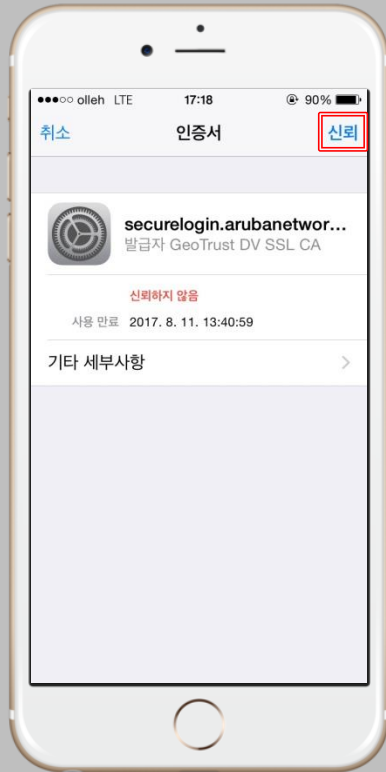 olleh LTE 17:18 90%
취소 인증서 신뢰
securelogin.arubanetwor...
발급자 GeoTrust DV SSL CA
신뢰하지 않음
사용 만료 2017. 8. 11. 13:40:59
기타 세부사항